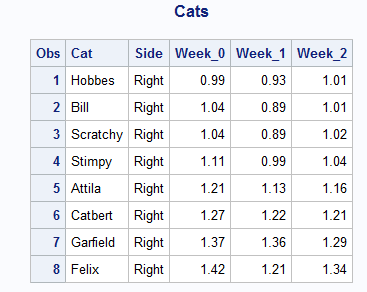 Cats
Obs Cat Side Week_0 Week_1 Week_2
1 Hobbes Right 0.99 0.93 1.01
2 Bill Right 1.04 0.89 1.01
3 Scratchy Right 1.04 0.89 1.02
4 Stimpy Right 1.11 0.99 1.04
5 Attila Right 1.21 1.13 1.16
6 Catbert Right 1.27 1.22 1.21
7 Garfield Right 1.37 1.36 1.29
8 Felix Right 1.42 1.21 1.34